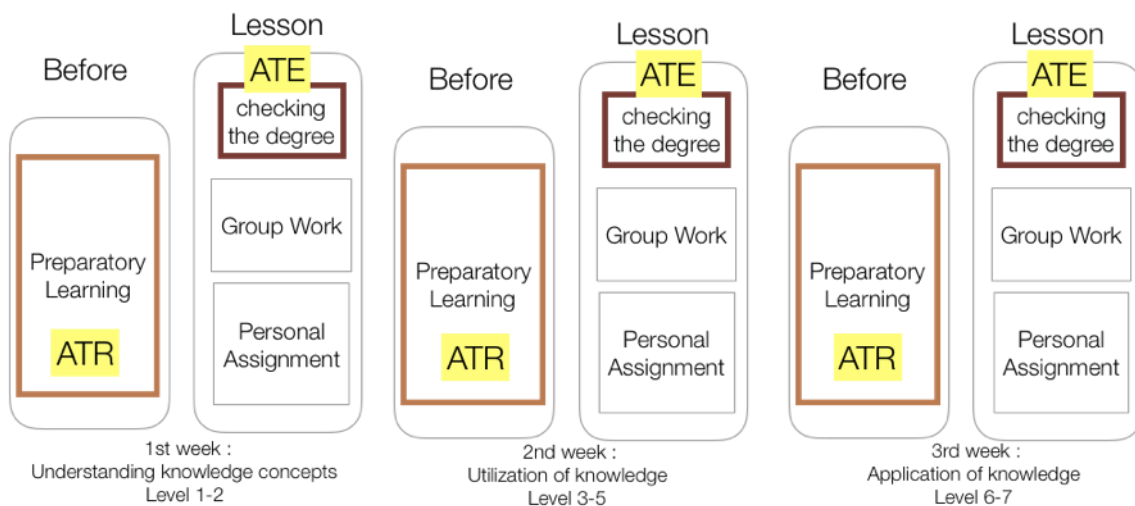 Before
Lesson
ATE
checking
the degree
Group Work
Preparatory
Learning
ATR
Personal
Assignment
1st week :
Understanding knowledge concepts
Level 1-2
Before
Lesson
ATE
checking
the degree
Group Work
Preparatory
Learning
ATR
Personal
Assignment
2nd week :
Utilization of knowledge
Level 3-5
Before
Lesson
ATE
checking
the degree
Group Work
Preparatory
Learning
ATR
Personal
Assignment
3rd week :
Application of knowledge
Level 6-7